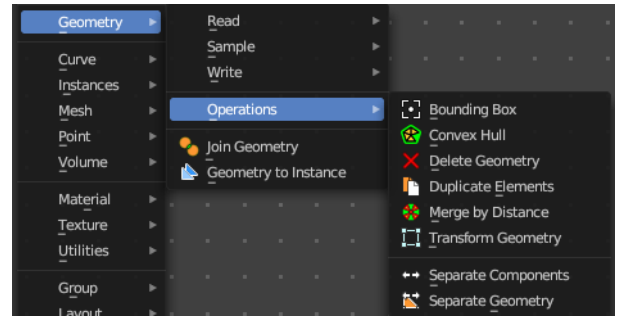 Geometry
Curve
Instances
Mesh
Point
Volume
Material
Texture
Utilities
Group
Layout
Read
Sample
Write
Operations
Join Geometry
Geometry to Instance
Bounding Box
Convex Hull
Delete Geometry
Duplicate Elements
Merge by Distance
Transform Geometry
Separate Components
Separate Geometry